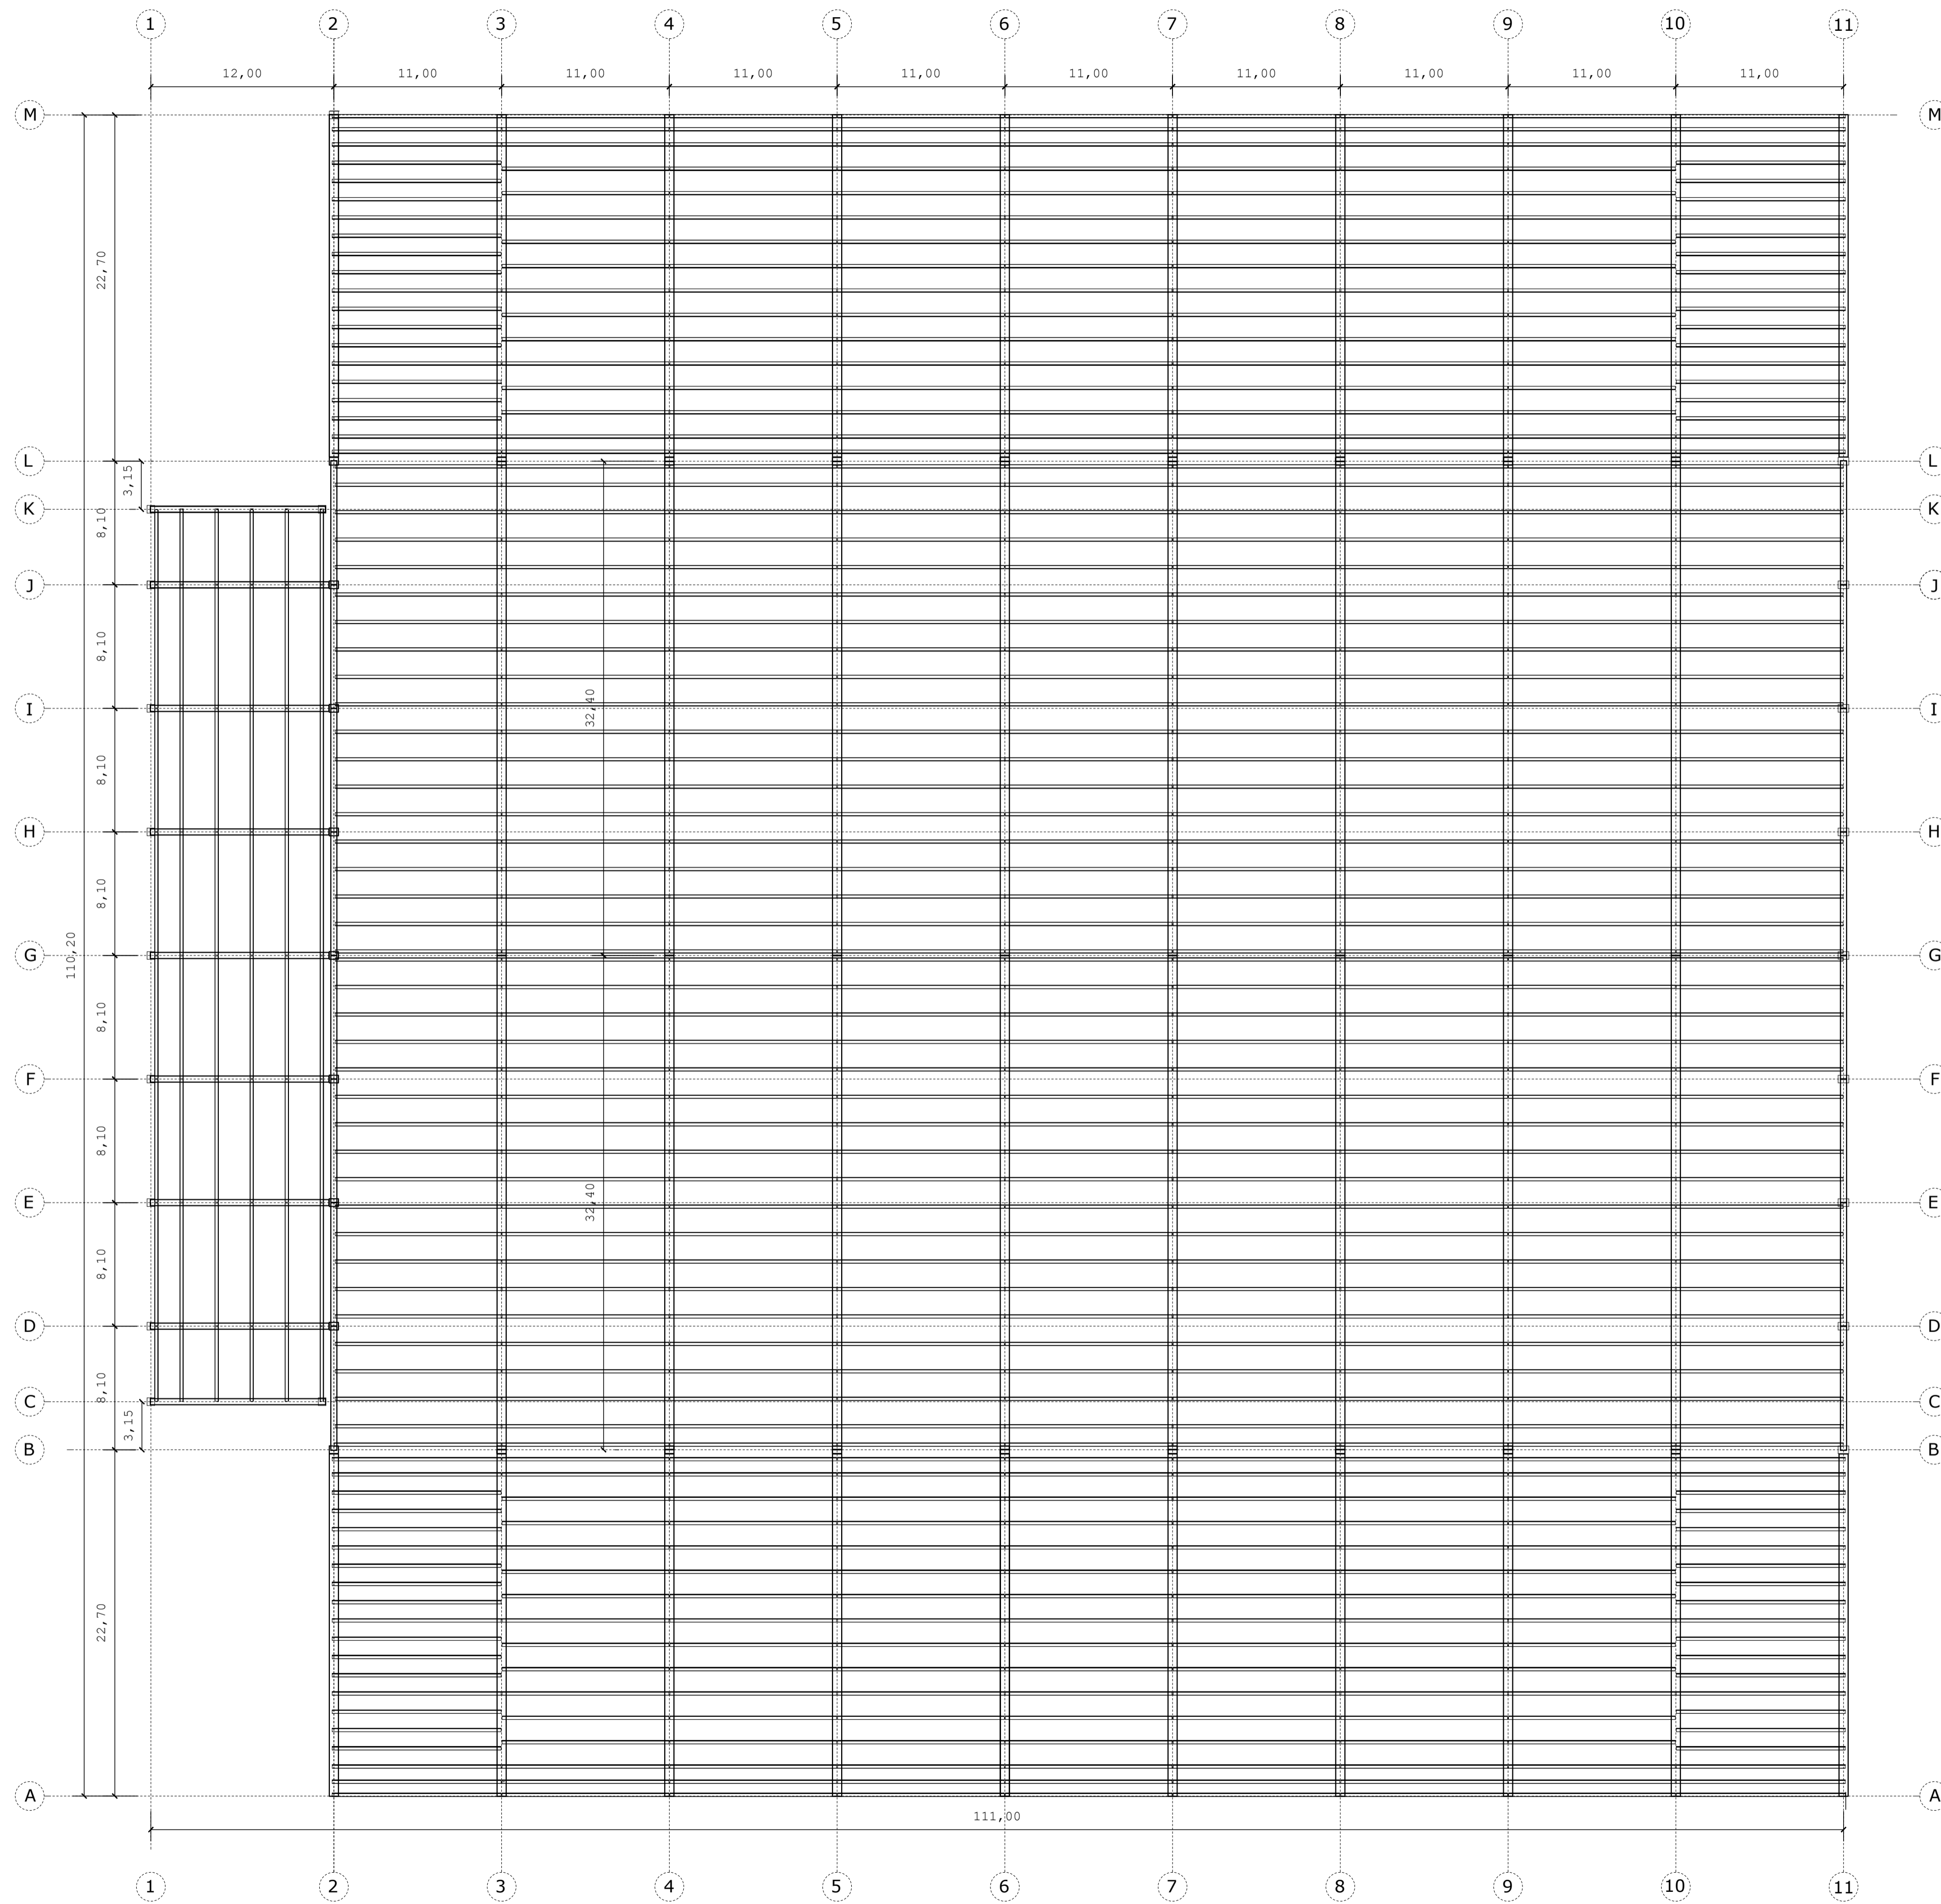 1 2 3 4 5 6 7 8 9 10 11
12,00 11,00 11,00 11,00 11,00 11,00 11,00 11,00 11,00 11,00
M M
22,70
L L
3,15
K K
8,10
J J
8,10
I I
32,40
8,10
H H
8,10
110,20
G G
8,10
F F
8,10
E E
32,40
8,10
D D
8,10
C C
3,15
B B
22,70
A A
111,00
1 2 3 4 5 6 7 8 9 10 11